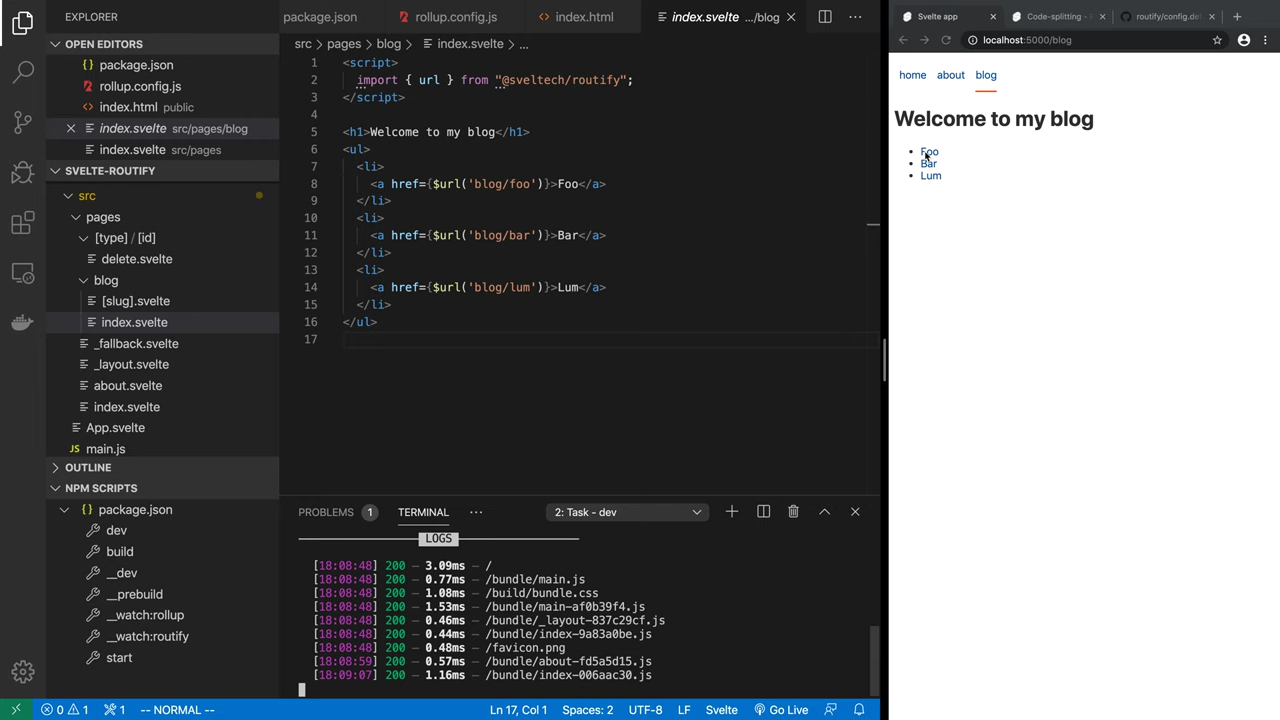 EXPLORER
OPEN EDITORS
package.json
rollup.config.js
index.html public
index.svelte src/pages/blog
index.svelte src/pages
SVELTE-ROUTIFY
src
pages
[type] / [id]
delete.svelte
blog
[slug].svelte
index.svelte
_fallback.svelte
_layout.svelte
about.svelte
index.svelte
App.svelte
main.js
OUTLINE
NPM SCRIPTS
package.json
dev
build
__dev
__prebuild
__watch:rollup
__watch:routify
start
package.json rollup.config.js index.html index.svelte .../blog
src > pages > blog > index.svelte > ...
1 <script>
2 import { url } from "@sveltech/routify";
3 </script>
4
5 <h1>Welcome to my blog</h1>
6 <ul>
7 <li>
8 <a href={$url('blog/foo')}>Foo</a>
9 </li>
10 <li>
11 <a href={$url('blog/bar')}>Bar</a>
12 </li>
13 <li>
14 <a href={$url('blog/lum')}>Lum</a>
15 </li>
16 </ul>
17
PROBLEMS 1 TERMINAL ... 2: Task - dev
LOGS
[18:08:48] 200 — 3.09ms — /
[18:08:48] 200 — 0.77ms — /bundle/main.js
[18:08:48] 200 — 1.08ms — /build/bundle.css
[18:08:48] 200 — 1.53ms — /bundle/main-af0b39f4.js
[18:08:48] 200 — 0.46ms — /bundle/_layout-837c29cf.js
[18:08:48] 200 — 0.44ms — /bundle/index-9a83a0be.js
[18:08:48] 200 — 0.48ms — /favicon.png
[18:08:59] 200 — 0.57ms — /bundle/about-fd5a5d15.js
[18:09:07] 200 — 1.16ms — /bundle/index-006aac30.js
0 1 1 -- NORMAL -- Ln 17, Col 1 Spaces: 2 UTF-8 LF Svelte Go Live
Svelte app Code-splitting - routify/config.de
localhost:5000/blog
home about blog
Welcome to my blog
Foo
Bar
Lum